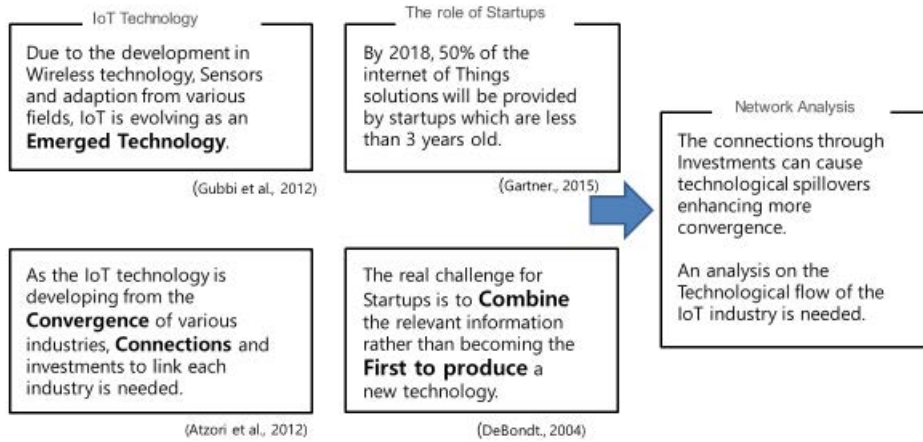 IoT Technology
Due to the development in
Wireless technology, Sensors
and adaption from various
fields, IoT is evolving as an
Emerged Technology.
(Gubbi et al., 2012)
As the IoT technology is
developing from the
Convergence of various
industries, Connections and
investments to link each
industry is needed.
(Atzori et al., 2012)
The role of Startups
By 2018, 50% of the
internet of Things
solutions will be provided
by startups which are less
than 3 years old.
(Gartner., 2015)
The real challenge for
Startups is to Combine
the relevant information
rather than becoming the
First to produce a
new technology.
(DeBondt., 2004)
Network Analysis
The connections through
Investments can cause
technological spillovers
enhancing more
convergence.
An analysis on the
Technological flow of the
IoT industry is needed.